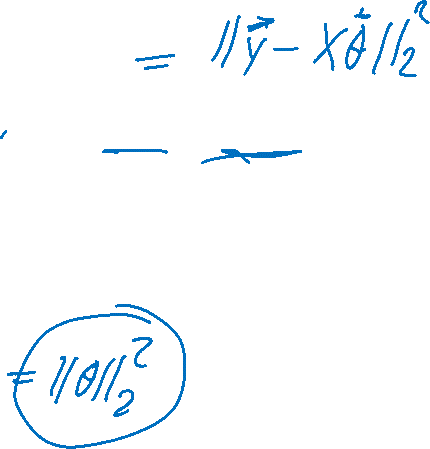 = ||y⃗ - Xθ⃗||₂²
= ||θ||₂²